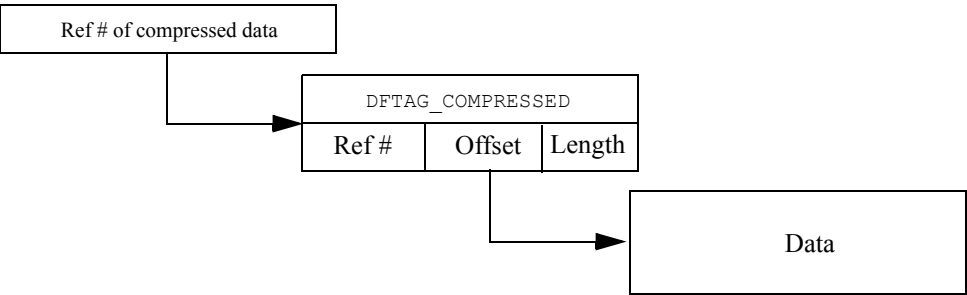 Ref # of compressed data
DFTAG_COMPRESSED
Ref # Offset Length
Data